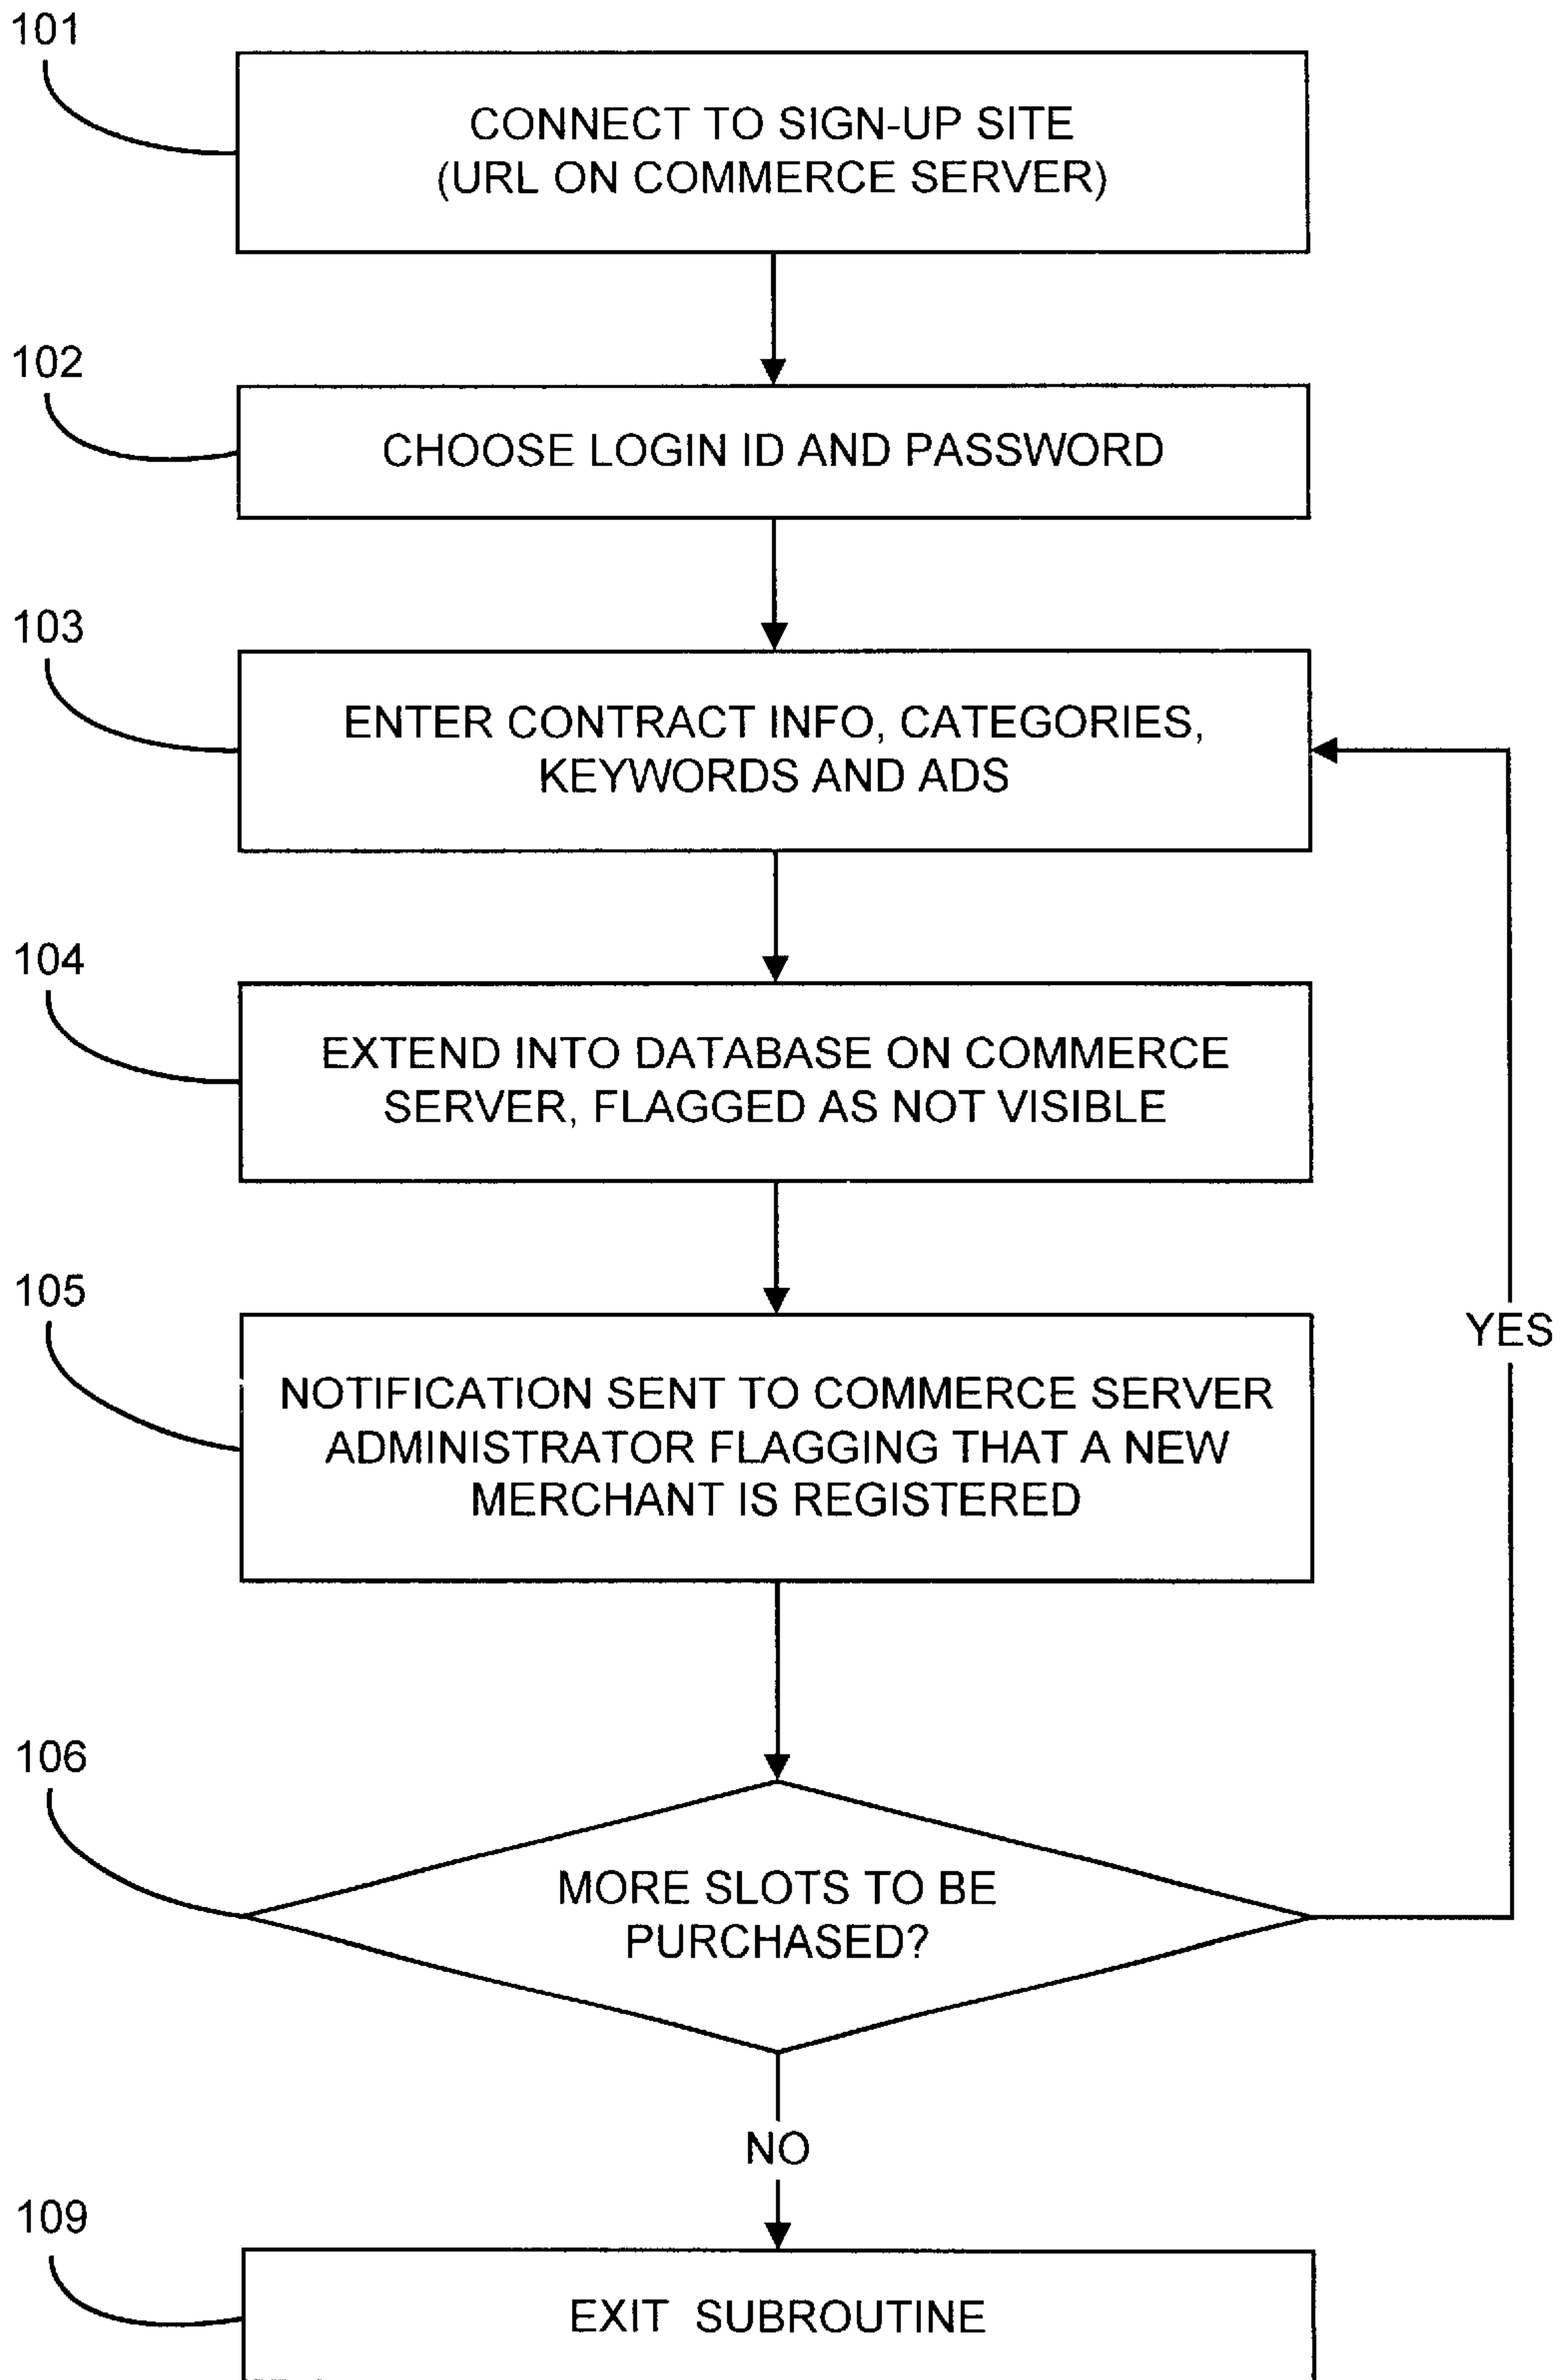 101
CONNECT TO SIGN-UP SITE
(URL ON COMMERCE SERVER)
102
CHOOSE LOGIN ID AND PASSWORD
103
ENTER CONTRACT INFO, CATEGORIES,
KEYWORDS AND ADS
104
EXTEND INTO DATABASE ON COMMERCE
SERVER, FLAGGED AS NOT VISIBLE
105
NOTIFICATION SENT TO COMMERCE SERVER
ADMINISTRATOR FLAGGING THAT A NEW
MERCHANT IS REGISTERED
YES
106
MORE SLOTS TO BE
PURCHASED?
NO
109
EXIT SUBROUTINE